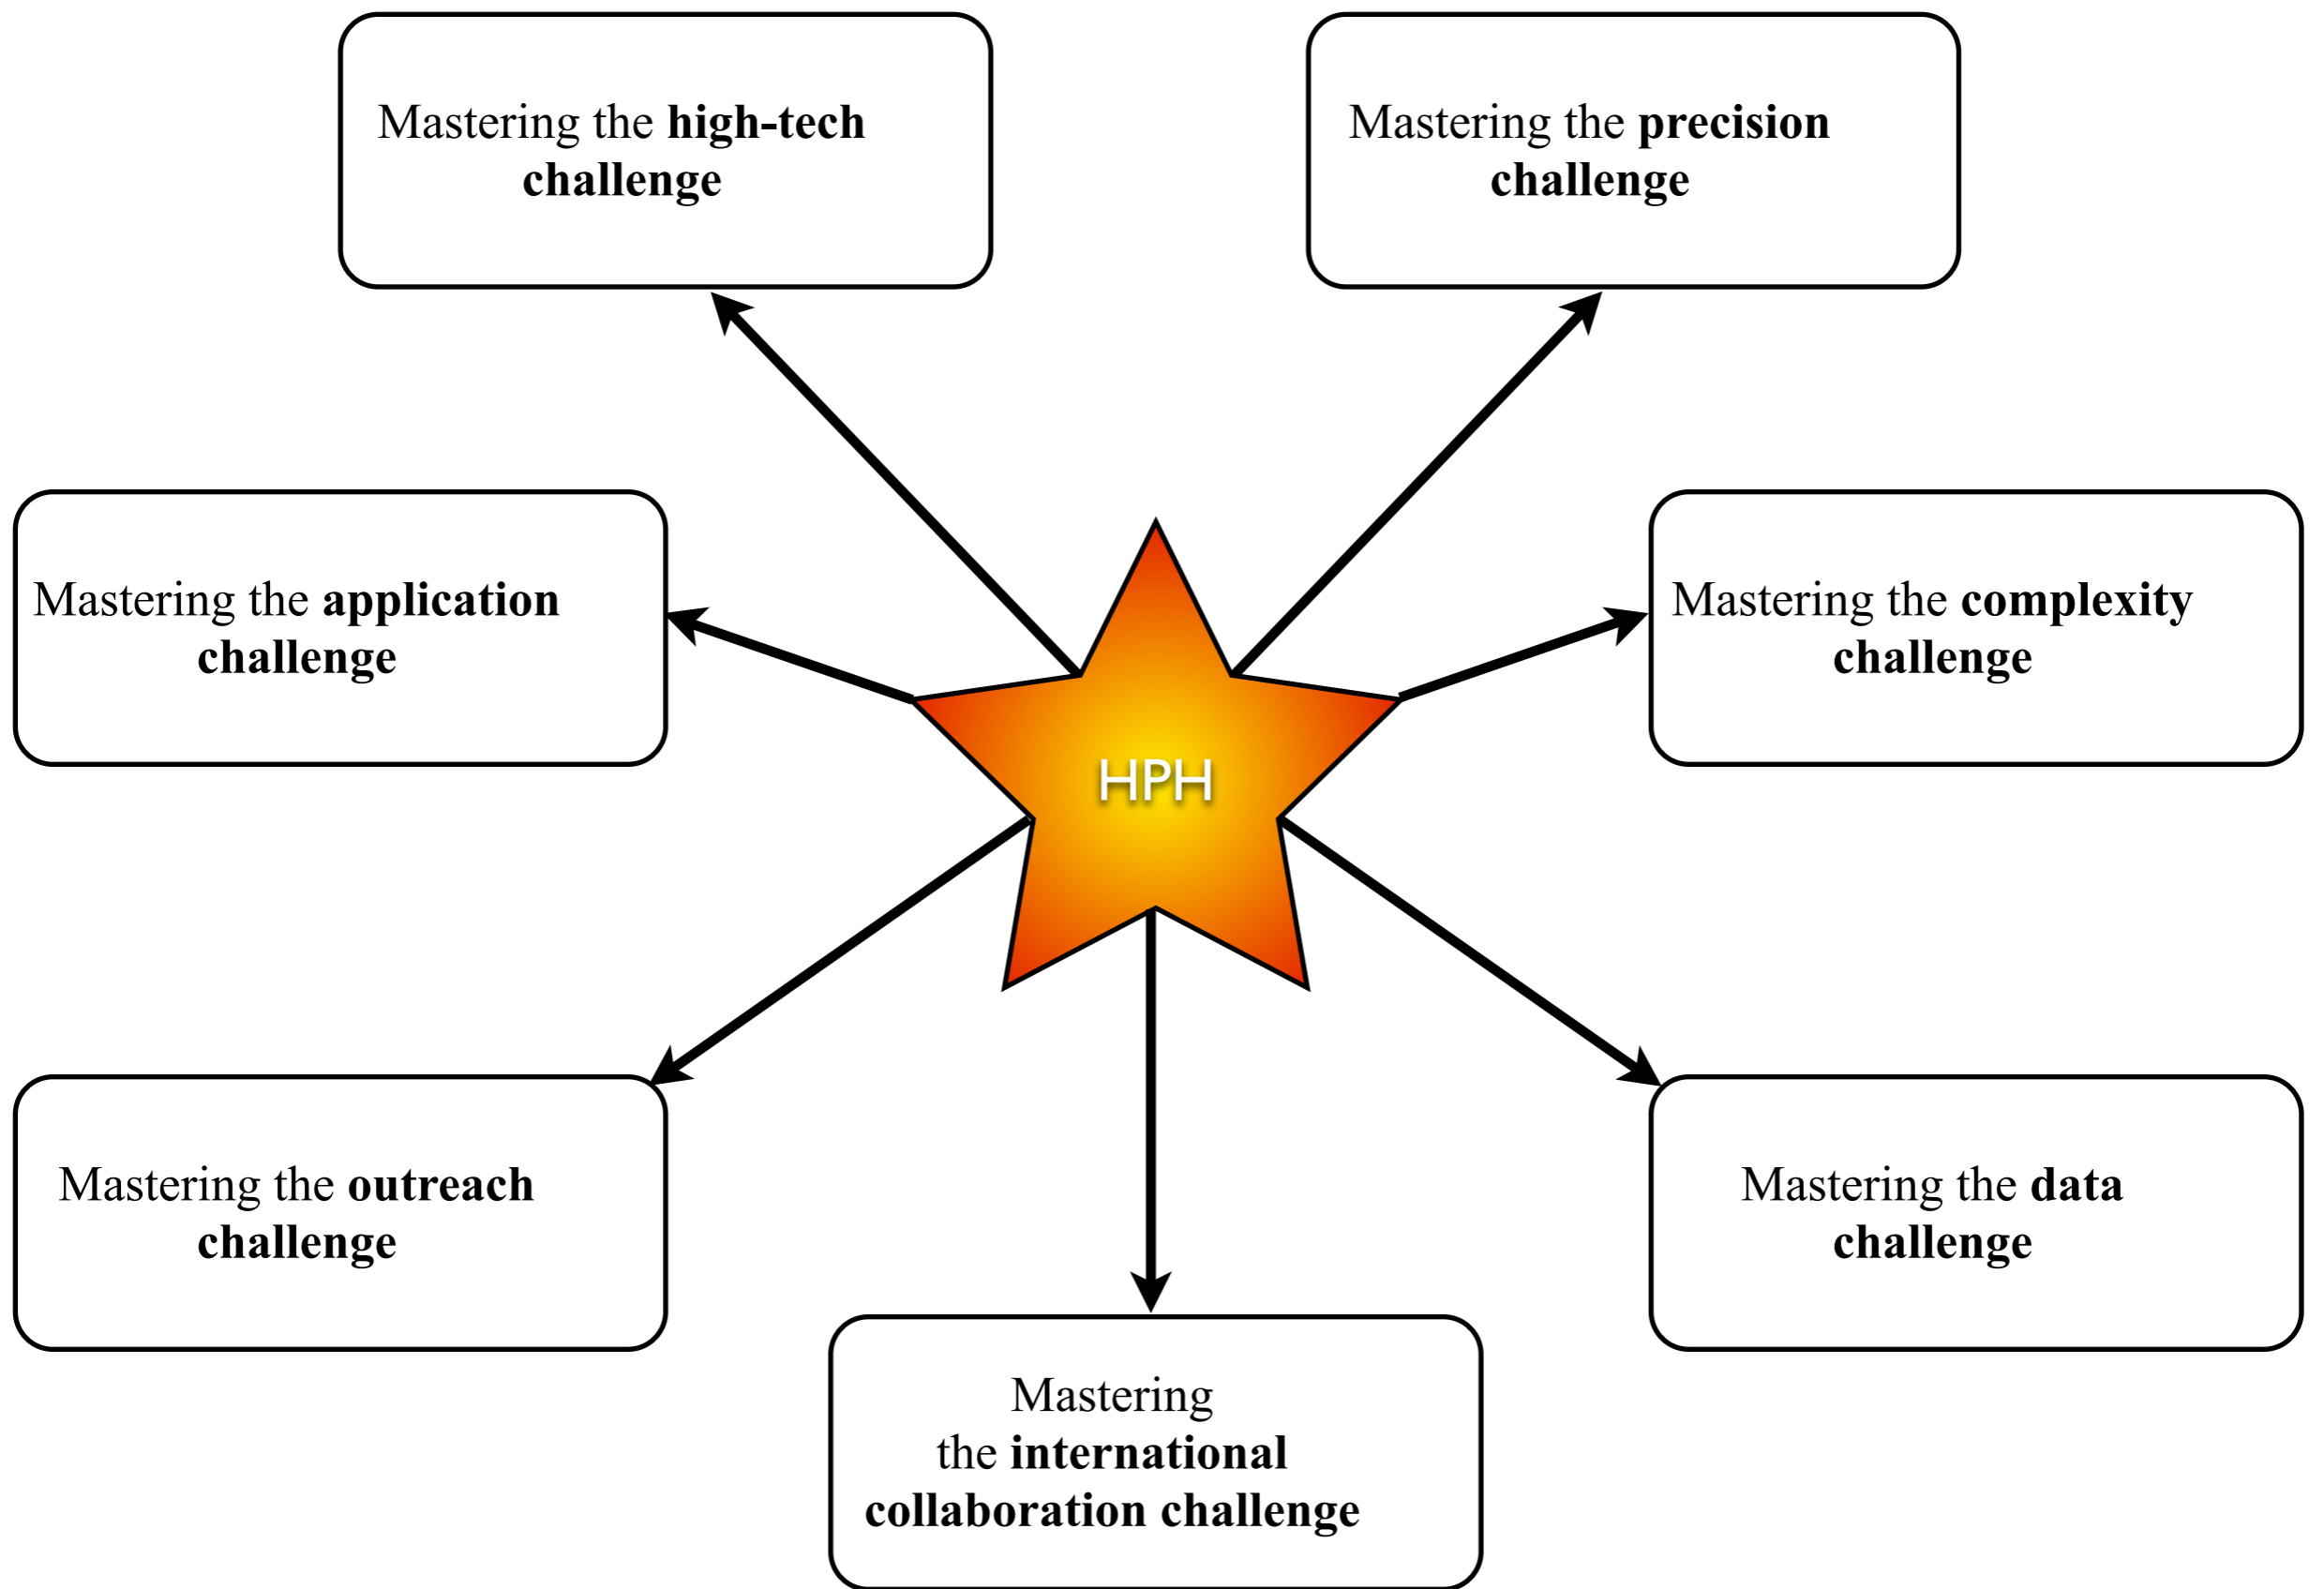 Mastering the high-tech
challenge
Mastering the precision
challenge
Mastering the application
challenge
Mastering the complexity
challenge
HPH
Mastering the outreach
challenge
Mastering the data
challenge
Mastering
the international
collaboration challenge